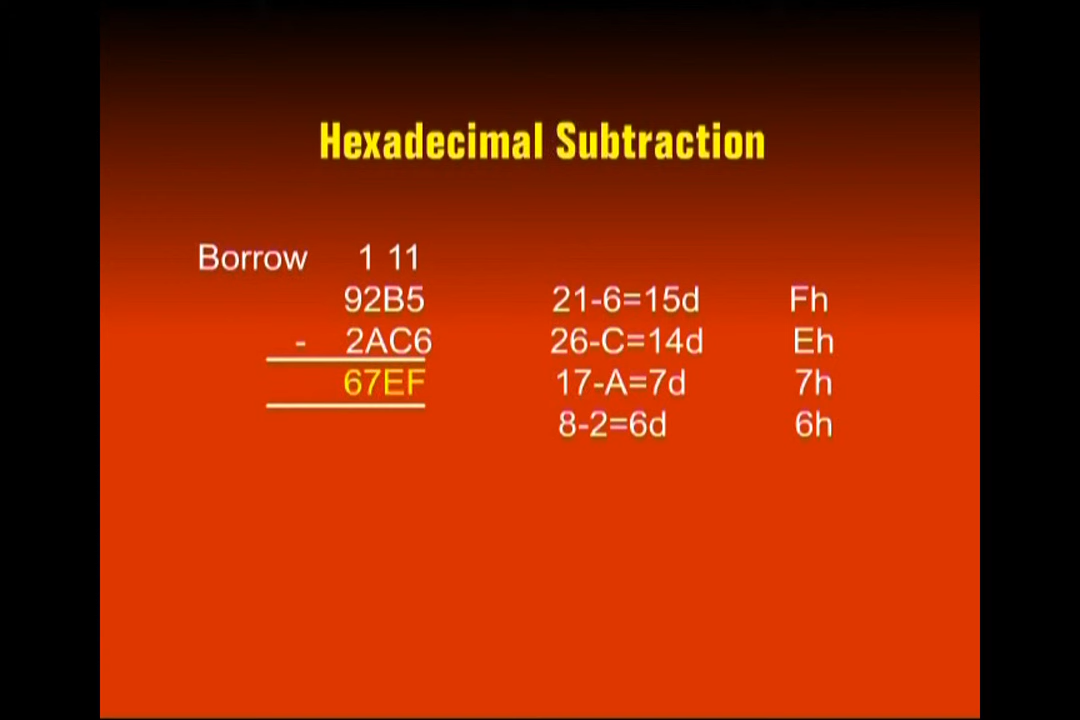 Hexadecimal Subtraction
Borrow 1 11
92B5 21-6=15d Fh
- 2AC6 26-C=14d Eh
67EF 17-A=7d 7h
8-2=6d 6h